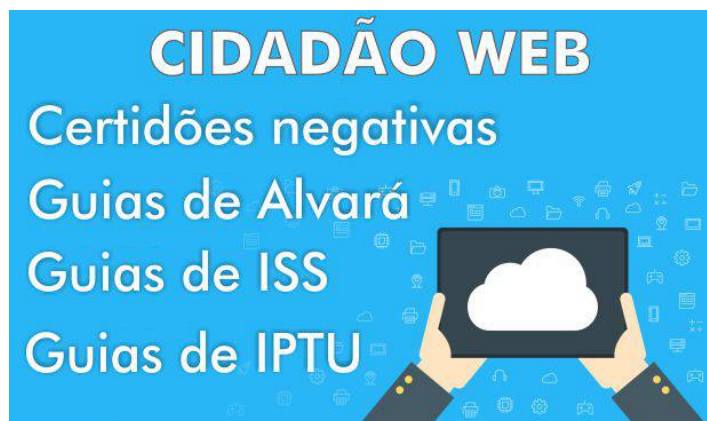 CIDADÃO WEB
Certidões negativas
Guias de Alvará
Guias de ISS
Guias de IPTU